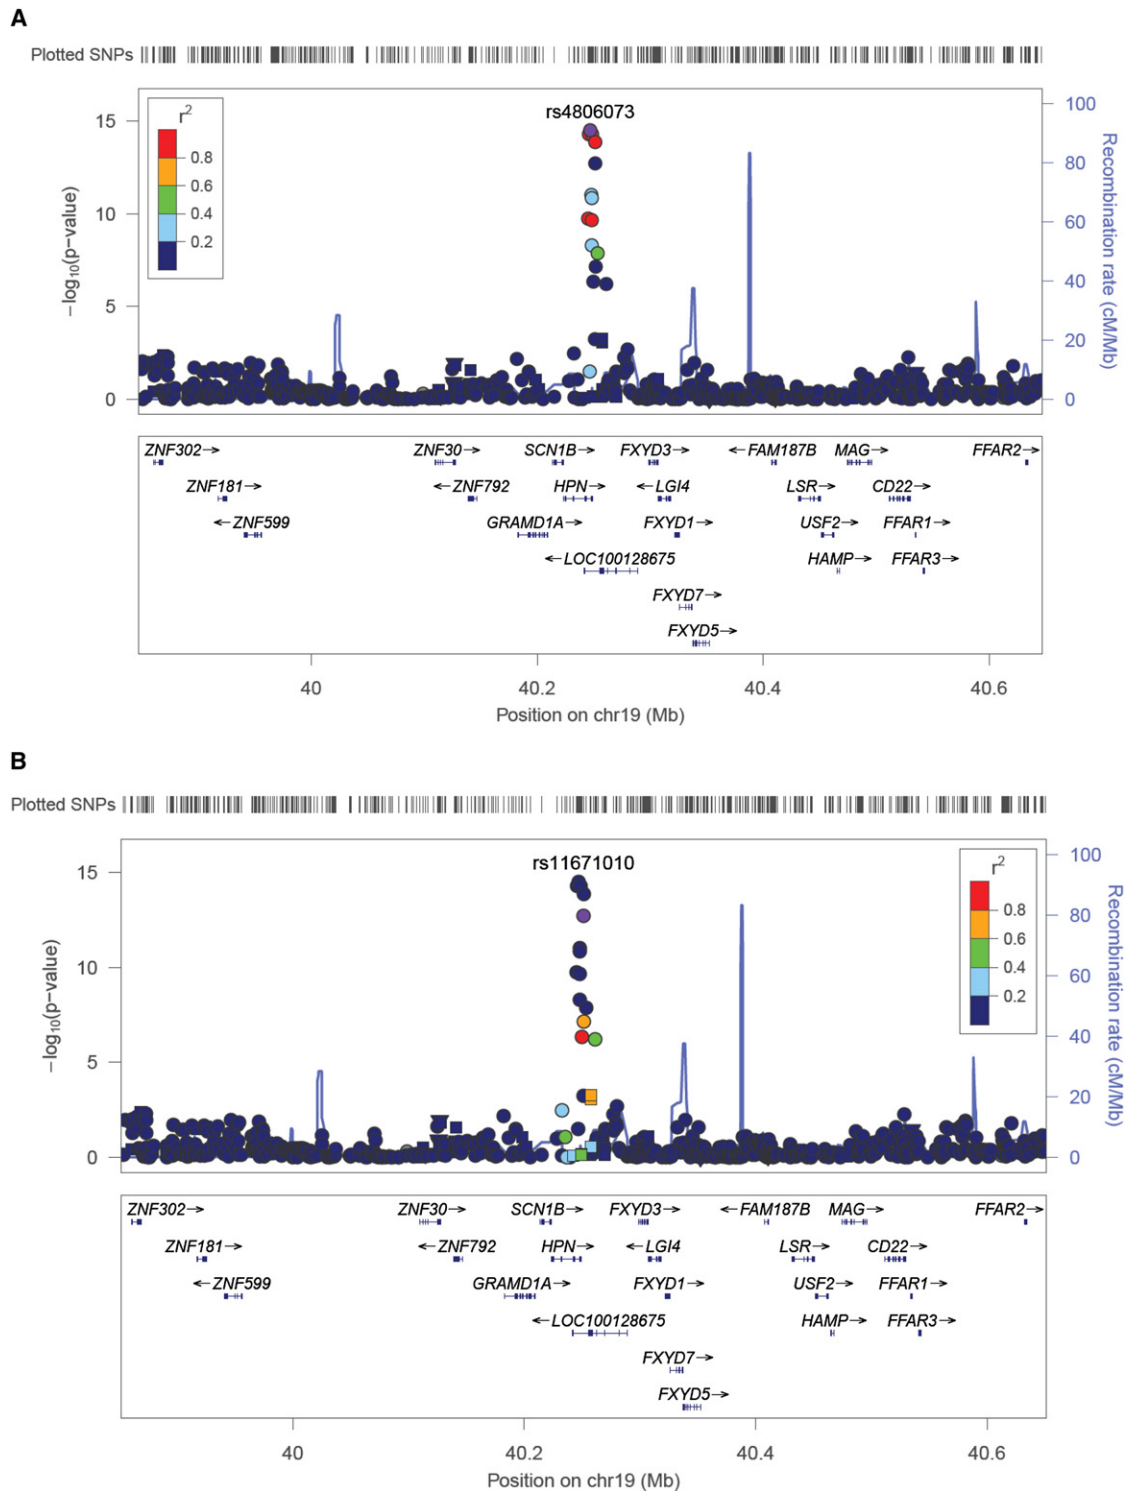 A
Plotted SNPs
rs4806073
r2
0.8
0.6
0.4
0.2
15
10
5
0
−log10(p−value)
100
80
60
40
20
0
Recombination rate (cM/Mb)
ZNF302→ ZNF30→ SCN1B→ FXYD3→ ←FAM187B MAG→ FFAR2→
ZNF181→ ←ZNF792 HPN→ ←LGI4 LSR→ CD22→
←ZNF599 GRAMD1A→ FXYD1→ USF2→ FFAR1→
←LOC100128675 HAMP→ FFAR3→
FXYD7→
FXYD5→
40 40.2 40.4 40.6
Position on chr19 (Mb)
B
Plotted SNPs
rs11671010
r2
0.8
0.6
0.4
0.2
15
10
5
0
−log10(p−value)
100
80
60
40
20
0
Recombination rate (cM/Mb)
ZNF302→ ZNF30→ SCN1B→ FXYD3→ ←FAM187B MAG→ FFAR2→
ZNF181→ ←ZNF792 HPN→ ←LGI4 LSR→ CD22→
←ZNF599 GRAMD1A→ FXYD1→ USF2→ FFAR1→
←LOC100128675 HAMP→ FFAR3→
FXYD7→
FXYD5→
40 40.2 40.4 40.6
Position on chr19 (Mb)